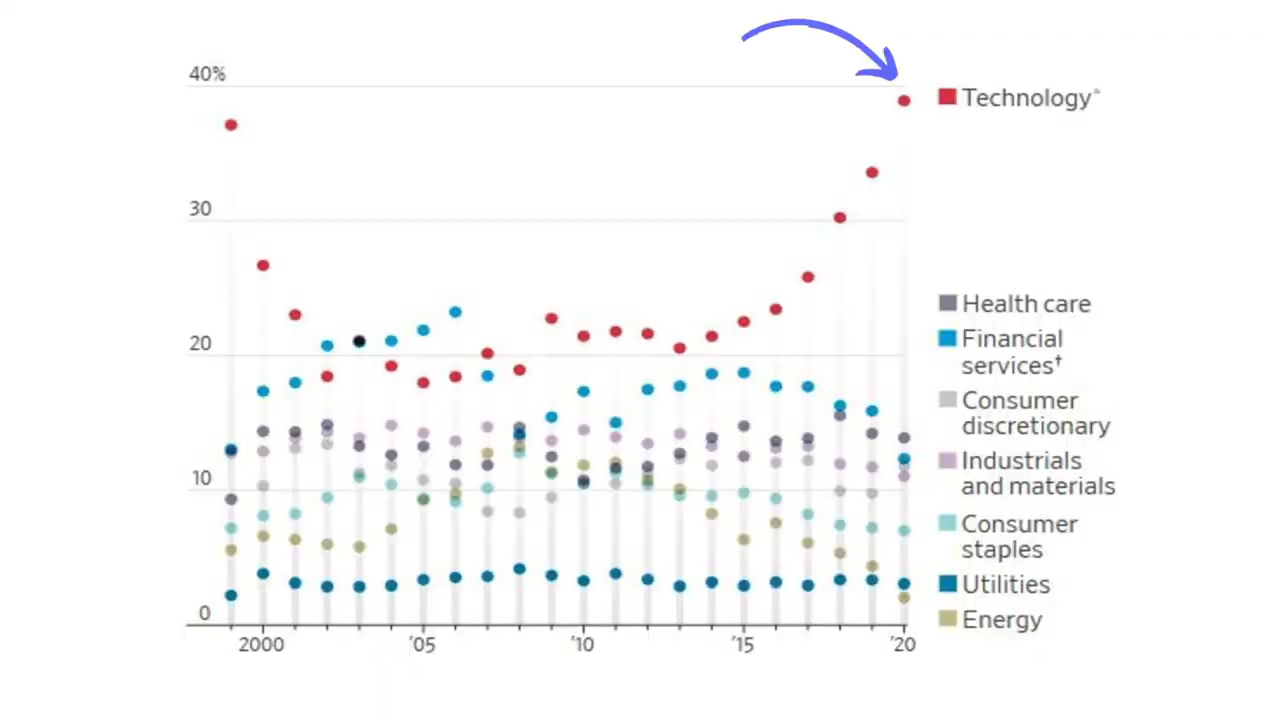 40%
30
20
10
0
2000
'05
'10
'15
'20
Technology*
Health care
Financial
services†
Consumer
discretionary
Industrials
and materials
Consumer
staples
Utilities
Energy